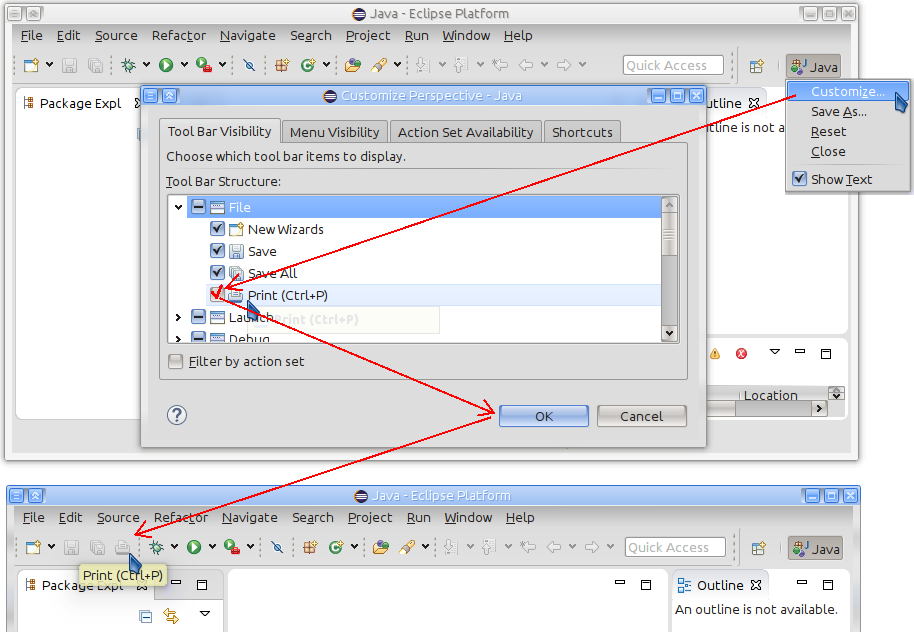 Java - Eclipse Platform
File Edit Source Refactor Navigate Search Project Run Window Help
Quick Access Java
Package Expl
Customize Perspective - Java
Outline
Customize...
Save As...
Reset
Close
Show Text
Tool Bar Visibility Menu Visibility Action Set Availability Shortcuts
Choose which tool bar items to display.
Tool Bar Structure:
File
New Wizards
Save
Save All
Print (Ctrl+P)
Launch
Print (Ctrl+P)
Debug
Filter by action set
Location
OK Cancel
Java - Eclipse Platform
File Edit Source Refactor Navigate Search Project Run Window Help
Quick Access Java
Print (Ctrl+P)
Package Expl
Outline
An outline is not available.